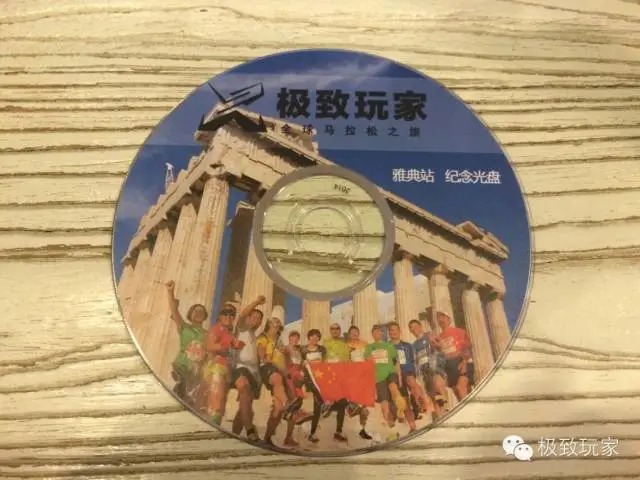 极致玩家
全球马拉松之旅
雅典站 纪念光盘
2014
极致玩家